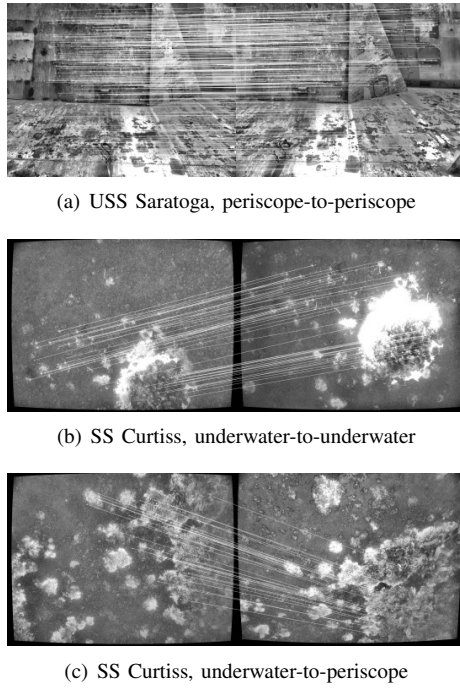 (a) USS Saratoga, periscope-to-periscope
(b) SS Curtiss, underwater-to-underwater
(c) SS Curtiss, underwater-to-periscope